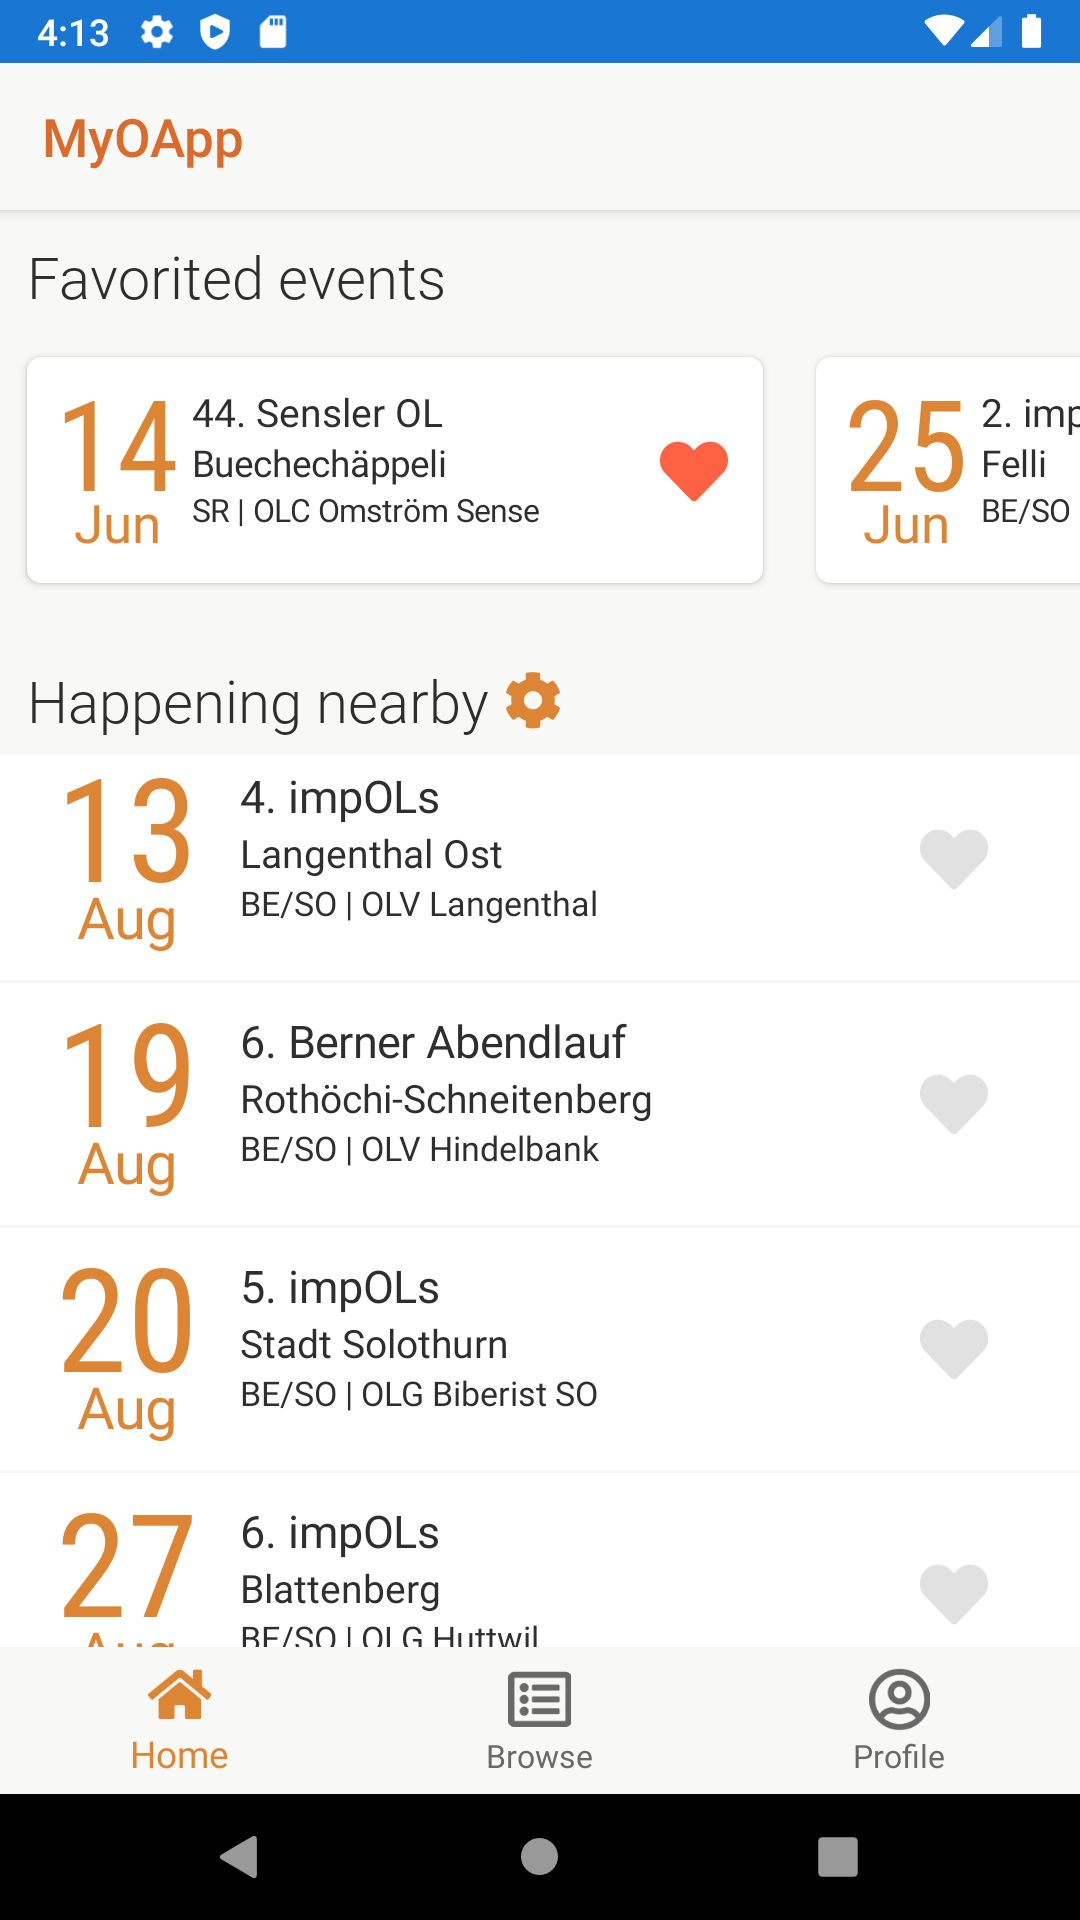 4:13
MyOApp
Favorited events
14
Jun
44. Sensler OL
Buechechäppeli
SR | OLC Omström Sense
25
Jun
2. imp
Felli
BE/SO
Happening nearby
13
Aug
4. impOLs
Langenthal Ost
BE/SO | OLV Langenthal
19
Aug
6. Berner Abendlauf
Rothöchi-Schneitenberg
BE/SO | OLV Hindelbank
20
Aug
5. impOLs
Stadt Solothurn
BE/SO | OLG Biberist SO
27
Aug
6. impOLs
Blattenberg
BE/SO | OLG Huttwil
Home
Browse
Profile